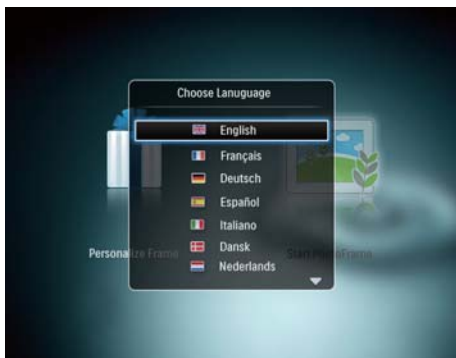 Choose Lanuguage
English
Français
Deutsch
Español
Italiano
Dansk
Nederlands
Personalize Frame
Start PhotoFrame